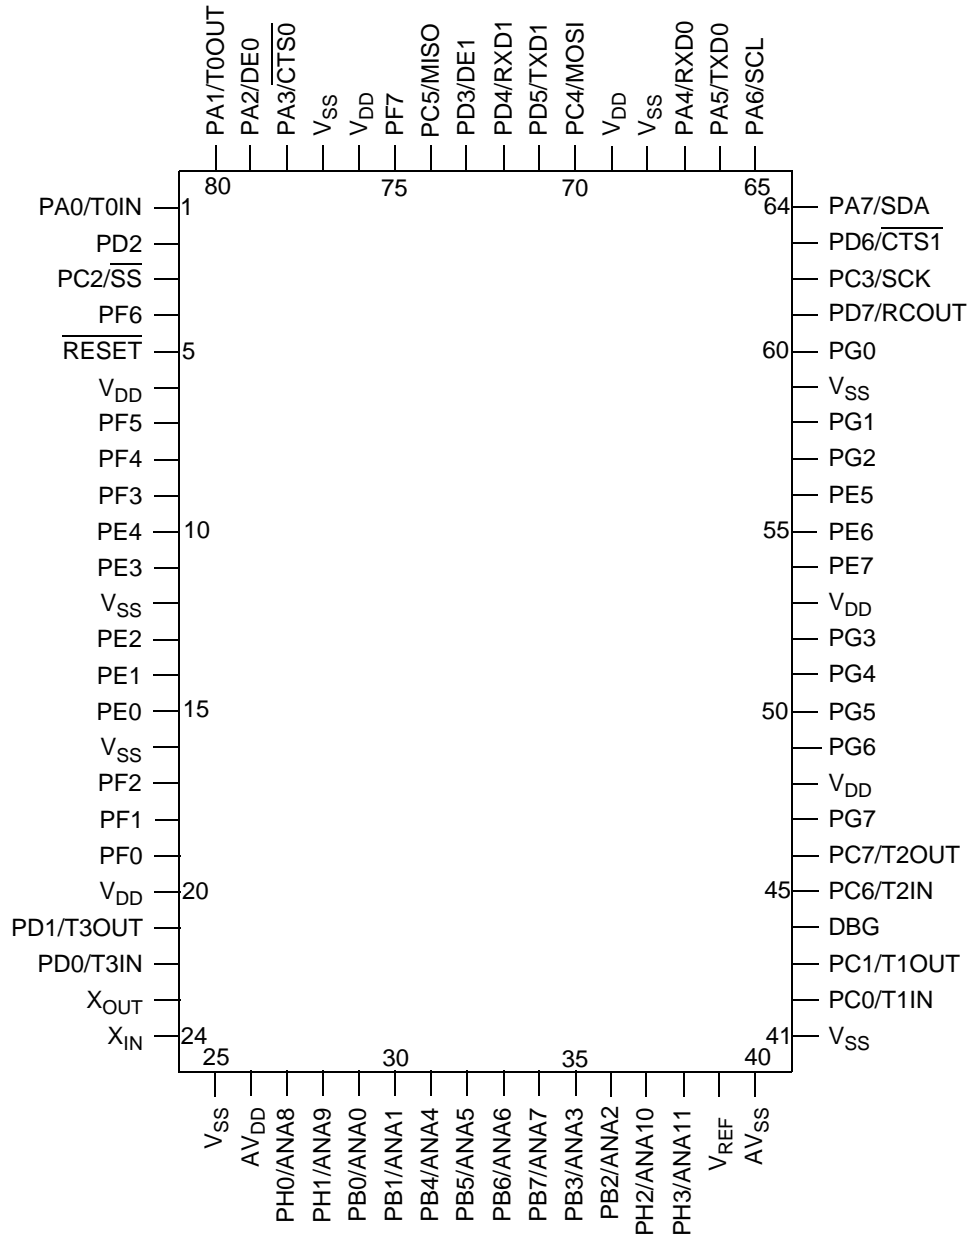 PA1/T0OUT
PA2/DE0
PA3/CTS0
VSS
VDD
PF7
PC5/MISO
PD3/DE1
PD4/RXD1
PD5/TXD1
PC4/MOSI
VDD
VSS
PA4/RXD0
PA5/TXD0
PA6/SCL
80
75
70
65
PA0/T0IN
1
PD2
PC2/SS
PF6
RESET
5
VDD
PF5
PF4
PF3
PE4
10
PE3
VSS
PE2
PE1
PE0
15
VSS
PF2
PF1
PF0
VDD
20
PD1/T3OUT
PD0/T3IN
XOUT
XIN
24
64
PA7/SDA
PD6/CTS1
PC3/SCK
PD7/RCOUT
60
PG0
VSS
PG1
PG2
PE5
55
PE6
PE7
VDD
PG3
PG4
50
PG5
PG6
VDD
PG7
PC7/T2OUT
45
PC6/T2IN
DBG
PC1/T1OUT
PC0/T1IN
41
VSS
25
30
35
40
VSS
AVDD
PH0/ANA8
PH1/ANA9
PB0/ANA0
PB1/ANA1
PB4/ANA4
PB5/ANA5
PB6/ANA6
PB7/ANA7
PB3/ANA3
PB2/ANA2
PH2/ANA10
PH3/ANA11
VREF
AVSS